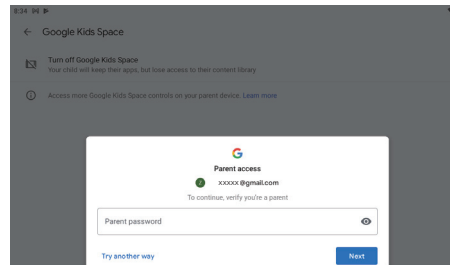 8:34
Google Kids Space
Turn off Google Kids Space
Your child will keep their apps, but lose access to their content library
Access more Google Kids Space controls on your parent device. Learn more
G
Parent access
xxxxx @gmail.com
To continue, verify you're a parent
Parent password
Try another way
Next